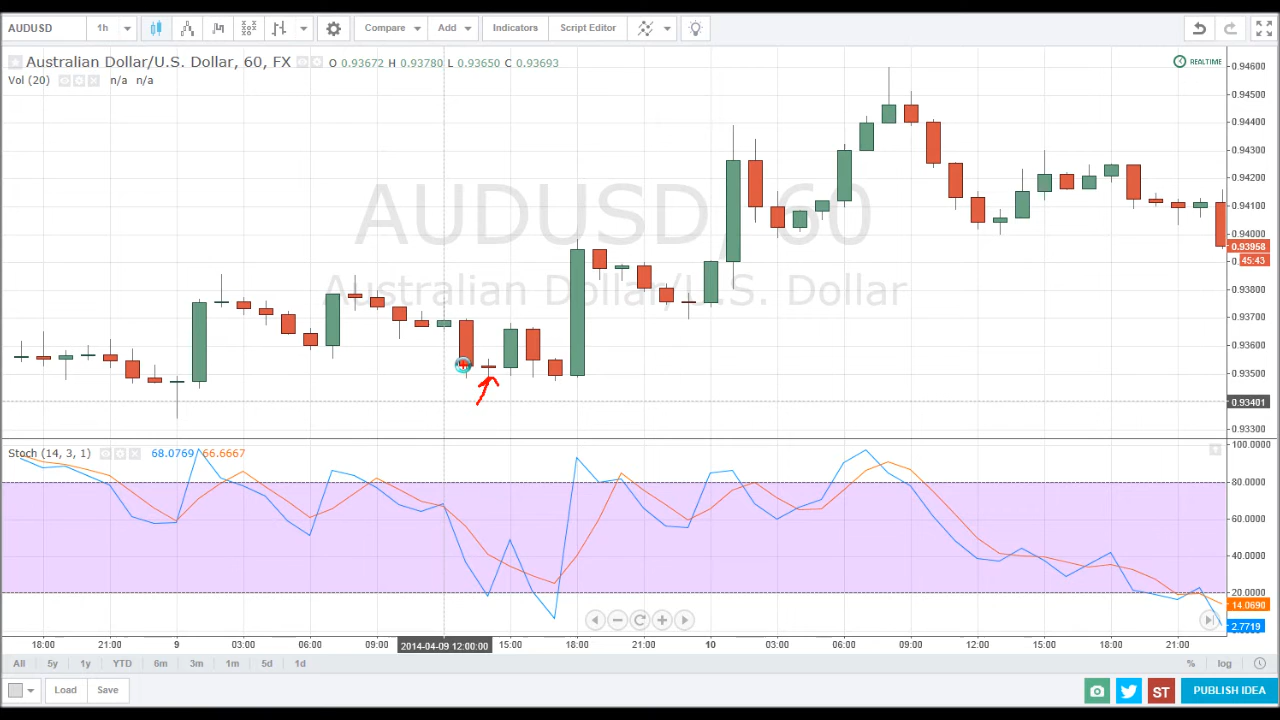 AUDUSD 1h Compare Add Indicators Script Editor
Australian Dollar/U.S. Dollar, 60, FX O 0.93672 H 0.93780 L 0.93650 C 0.93693 REALTIME
Vol (20) n/a n/a
AUDUSD, 60
Australian Dollar/U.S. Dollar
0.94600
0.94500
0.94400
0.94300
0.94200
0.94100
0.94000
0.93958
45:43
0.93800
0.93700
0.93600
0.93500
0.93401
0.93300
Stoch (14, 3, 1) 68.0769 66.6667
100.0000
80.0000
60.0000
40.0000
20.0000
14.0690
2.7719
18:00 21:00 9 03:00 06:00 09:00 2014-04-09 12:00:00 15:00 18:00 21:00 10 03:00 06:00 09:00 12:00 15:00 18:00 21:00
All 5y 1y YTD 6m 3m 1m 5d 1d % log
Load Save ST PUBLISH IDEA